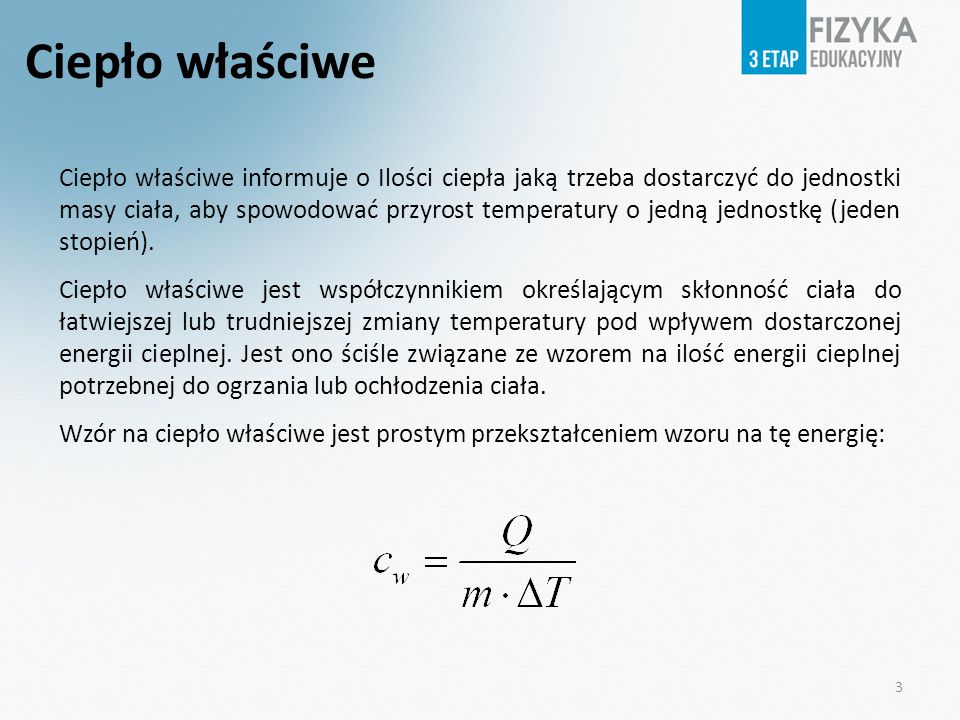 Ciepło właściwe
FIZYKA
3 ETAP EDUKACYJNY
Ciepło właściwe informuje o Ilości ciepła jaką trzeba dostarczyć do jednostki
masy ciała, aby spowodować przyrost temperatury o jedną jednostkę (jeden
stopień).
Ciepło właściwe jest współczynnikiem określającym skłonność ciała do
łatwiejszej lub trudniejszej zmiany temperatury pod wpływem dostarczonej
energii cieplnej. Jest ono ściśle związane ze wzorem na ilość energii cieplnej
potrzebnej do ogrzania lub ochłodzenia ciała.
Wzór na ciepło właściwe jest prostym przekształceniem wzoru na tę energię:
c_w = Q / (m · ΔT)
3